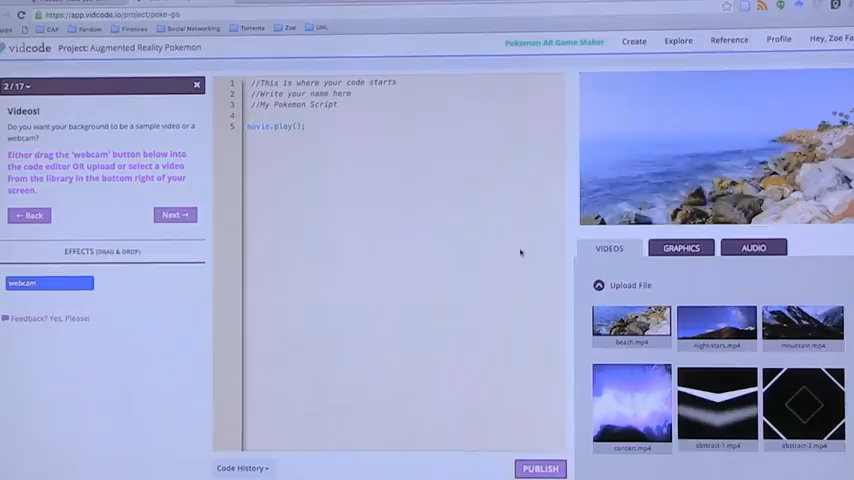 https://app.vidcode.io/project/poke-go
Apps
CAP
Fandom
Finances
Social Networking
Torrents
Zoe
UNL
vidcode
Project: Augmented Reality Pokemon
Pokemon AR Game Maker
Create
Explore
Reference
Profile
Hey, Zoe Fa
2 / 17
Videos!
Do you want your background to be a sample video or a
webcam?
Either drag the 'webcam' button below into
the code editor OR upload or select a video
from the library in the bottom right of your
screen.
← Back
Next →
EFFECTS (DRAG & DROP)
webcam
Feedback? Yes, Please!
1 //This is where your code starts
2 //Write your name here
3 //My Pokemon Script
4
5 movie.play();
Code History
PUBLISH
VIDEOS
GRAPHICS
AUDIO
Upload File
beach.mp4
night-stars.mp4
mountain.mp4
concert.mp4
abstract-1.mp4
abstract-2.mp4